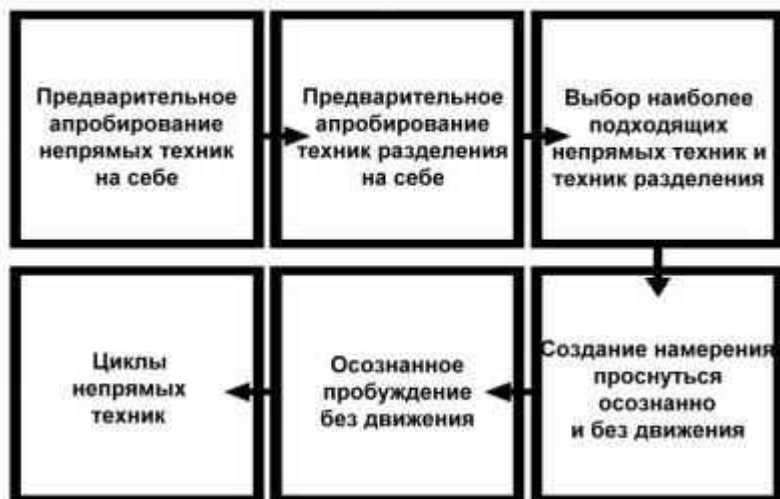 Предварительное
апробирование
непрямых техник
на себе
Предварительное
апробирование
техник разделения
на себе
Выбор наиболее
подходящих
непрямых техник и
техник разделения
Создание намерения
проснуться
осознанно
и без движения
Осознанное
пробуждение
без движения
Циклы
непрямых
техник